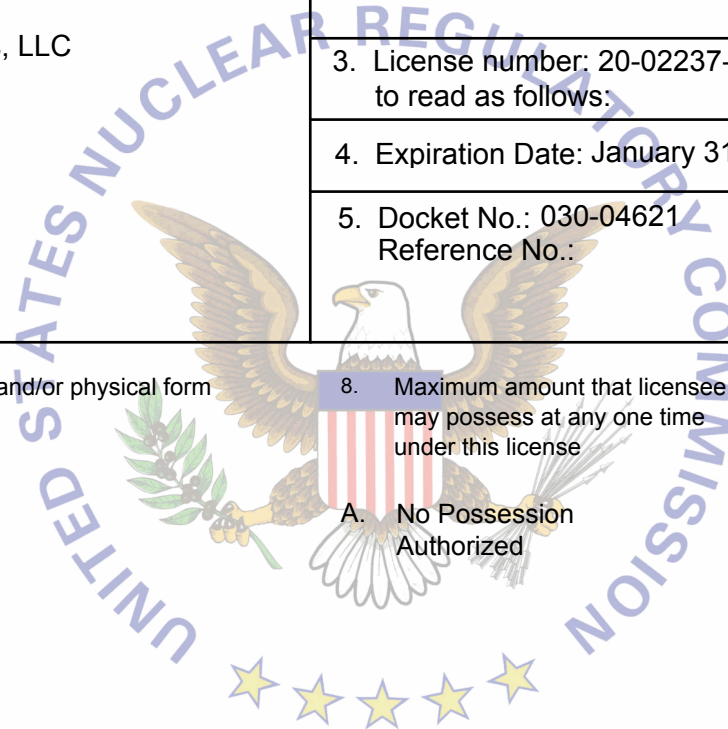 , LLC
3. License number: 20-02237-
to read as follows:
4. Expiration Date: January 31
5. Docket No.: 030-04621
Reference No.:
and/or physical form
8. Maximum amount that licensee
may possess at any one time
under this license
A. No Possession
Authorized
UNITED STATES NUCLEAR REGULATORY COMMISSION